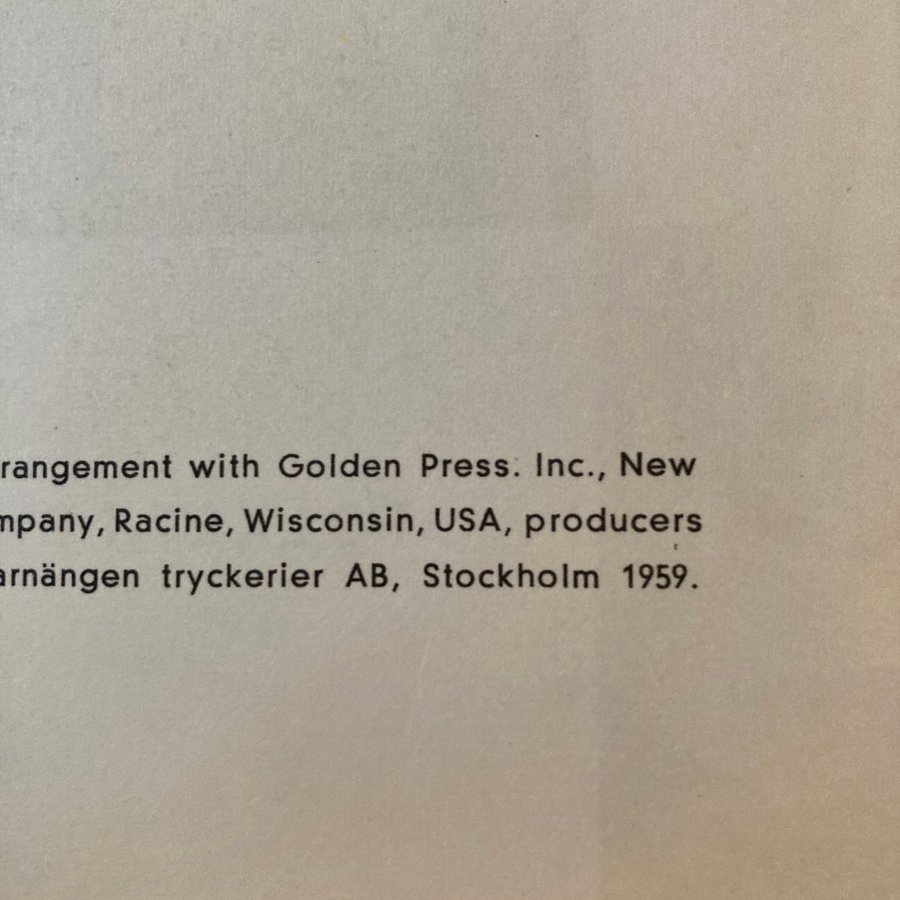 rangement with Golden Press. Inc., New
mpany, Racine, Wisconsin, USA, producers
arnängen tryckerier AB, Stockholm 1959.